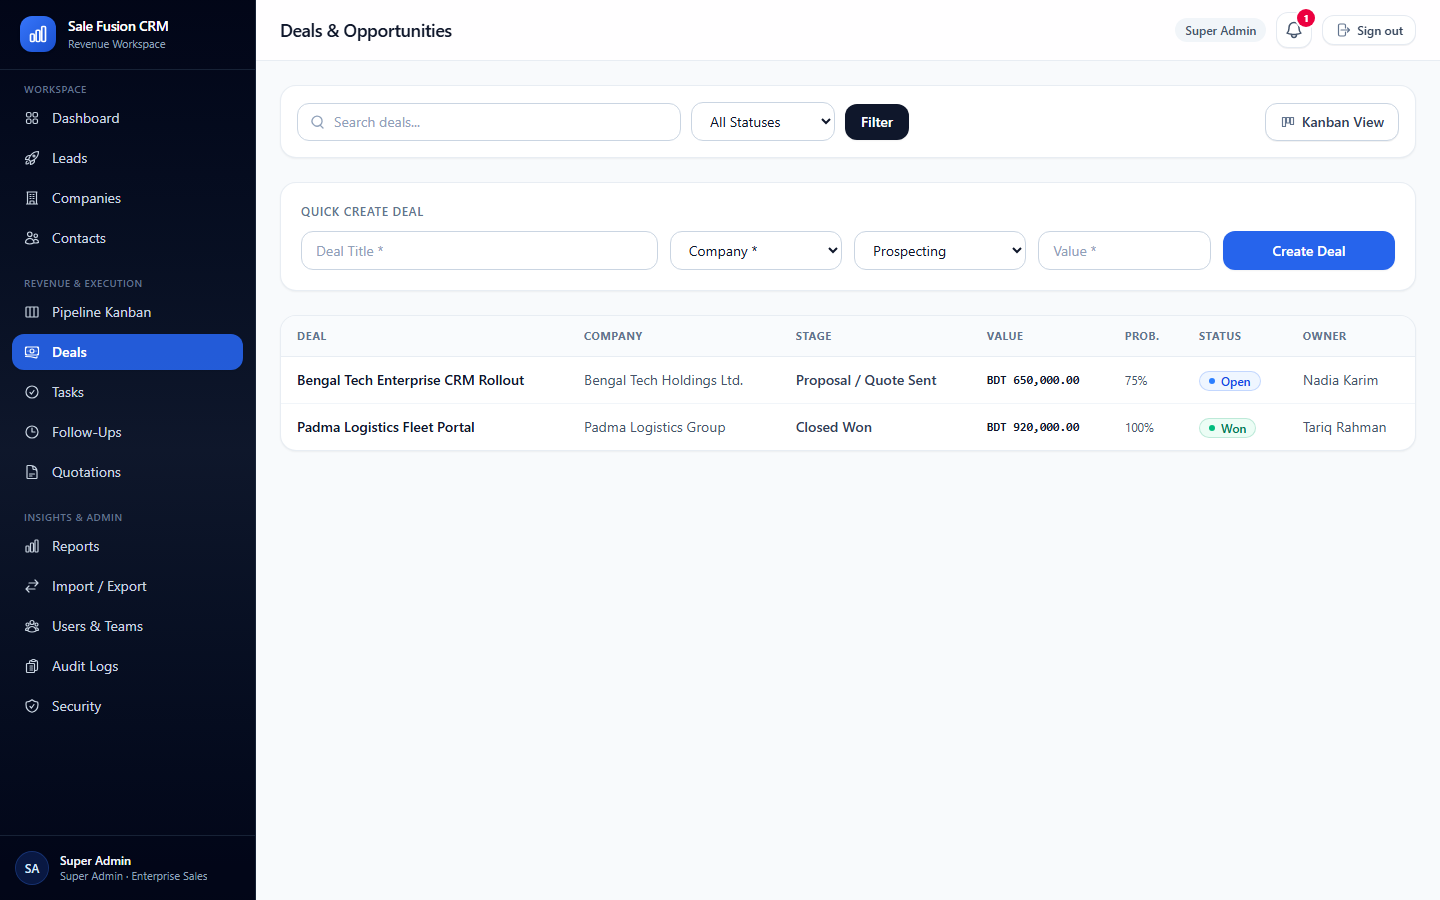 Sale Fusion CRM
Revenue Workspace
WORKSPACE
Dashboard
Leads
Companies
Contacts
REVENUE & EXECUTION
Pipeline Kanban
Deals
Tasks
Follow-Ups
Quotations
INSIGHTS & ADMIN
Reports
Import / Export
Users & Teams
Audit Logs
Security
SA
Super Admin
Super Admin · Enterprise Sales
Deals & Opportunities
Super Admin
1
Sign out
Search deals...
All Statuses
Filter
Kanban View
QUICK CREATE DEAL
Deal Title *
Company *
Prospecting
Value *
Create Deal
DEAL COMPANY STAGE VALUE PROB. STATUS OWNER
Bengal Tech Enterprise CRM Rollout Bengal Tech Holdings Ltd. Proposal / Quote Sent BDT 650,000.00 75% Open Nadia Karim
Padma Logistics Fleet Portal Padma Logistics Group Closed Won BDT 920,000.00 100% Won Tariq Rahman